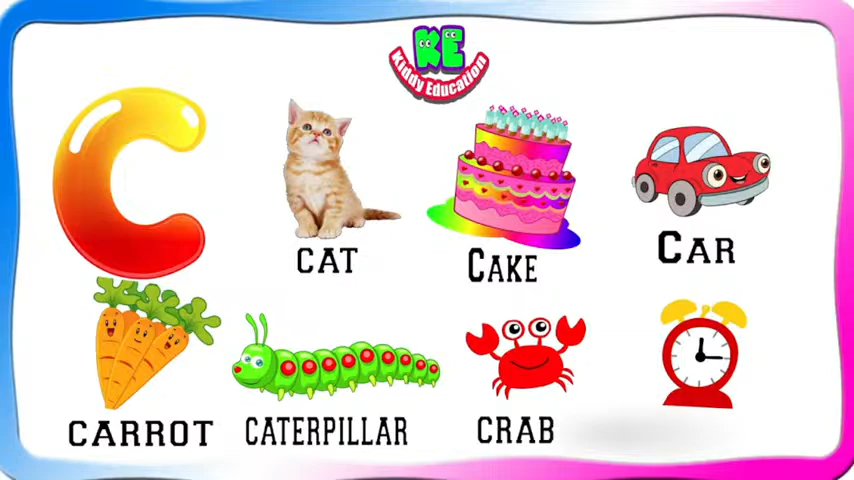 KE
Kiddy Education
C
CAT
CAKE
CAR
CARROT
CATERPILLAR
CRAB